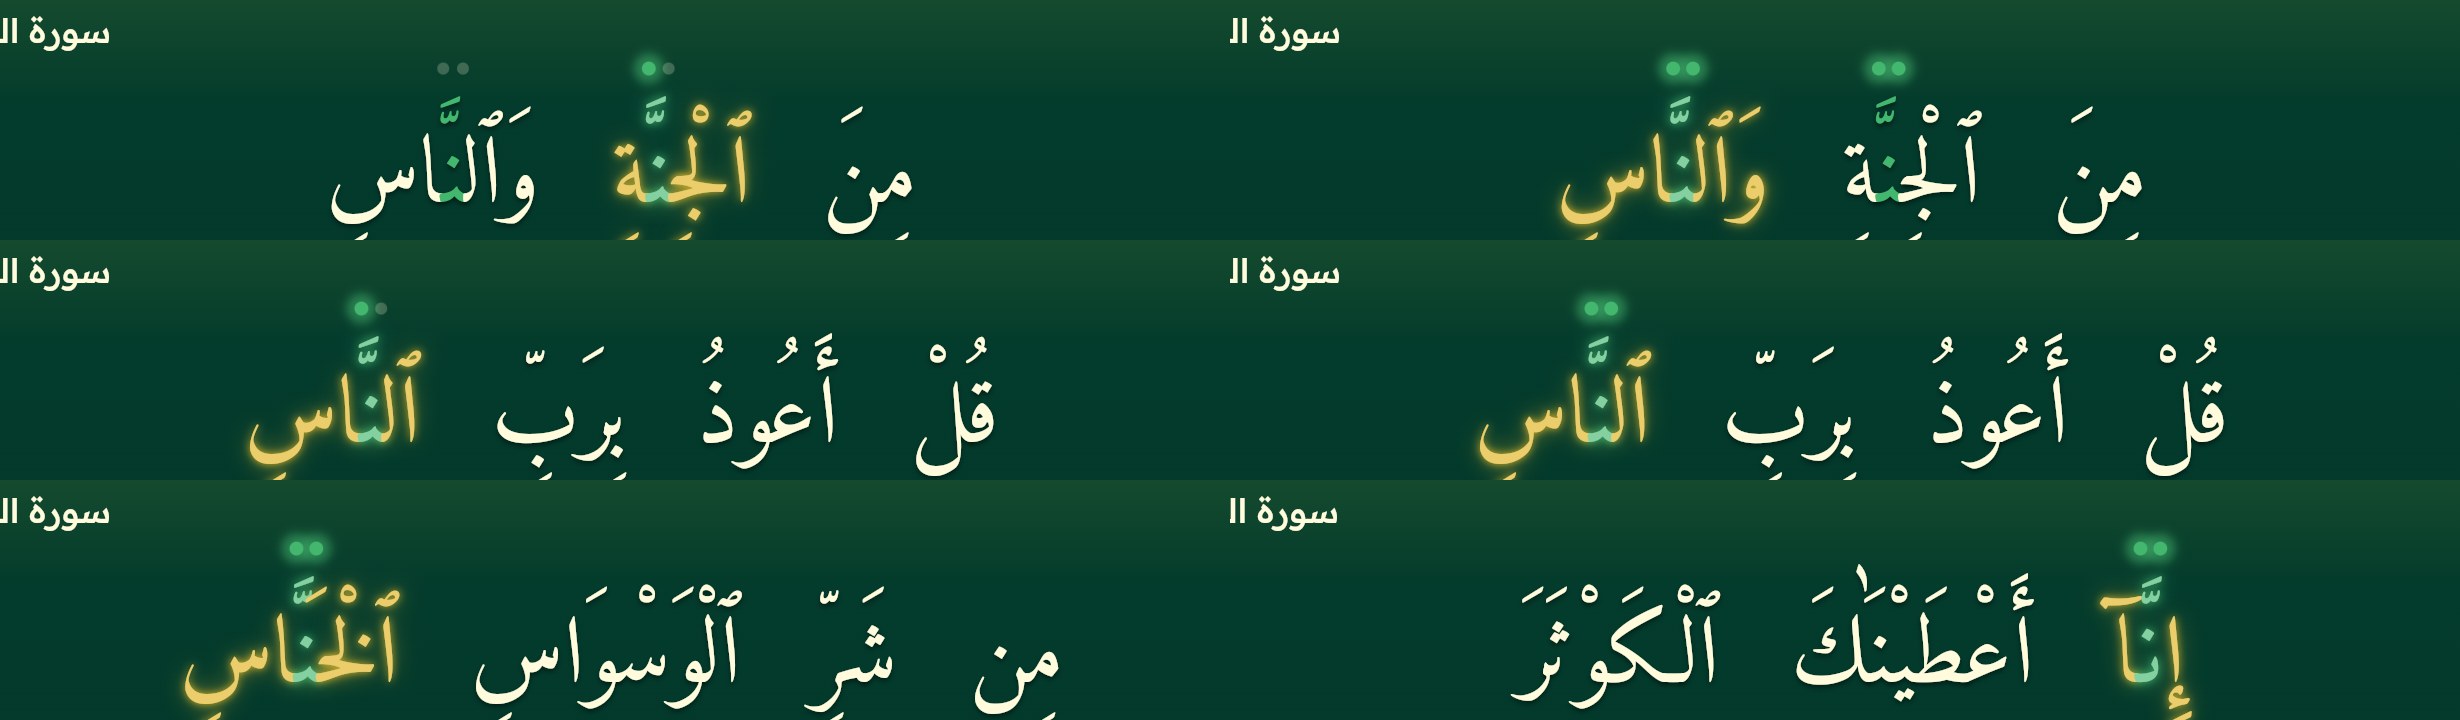 سورة ال
مِنَ ٱلْجِنَّةِ وَٱلنَّاسِ
سورة ال
مِنَ ٱلْجِنَّةِ وَٱلنَّاسِ
سورة ال
قُلْ أَعُوذُ بِرَبِّ ٱلنَّاسِ
سورة ال
قُلْ أَعُوذُ بِرَبِّ ٱلنَّاسِ
سورة ال
مِن شَرِّ ٱلْوَسْوَاسِ ٱلْخَنَّاسِ
سورة ال
إِنَّآ أَعْطَيْنَٰكَ ٱلْكَوْثَرَ